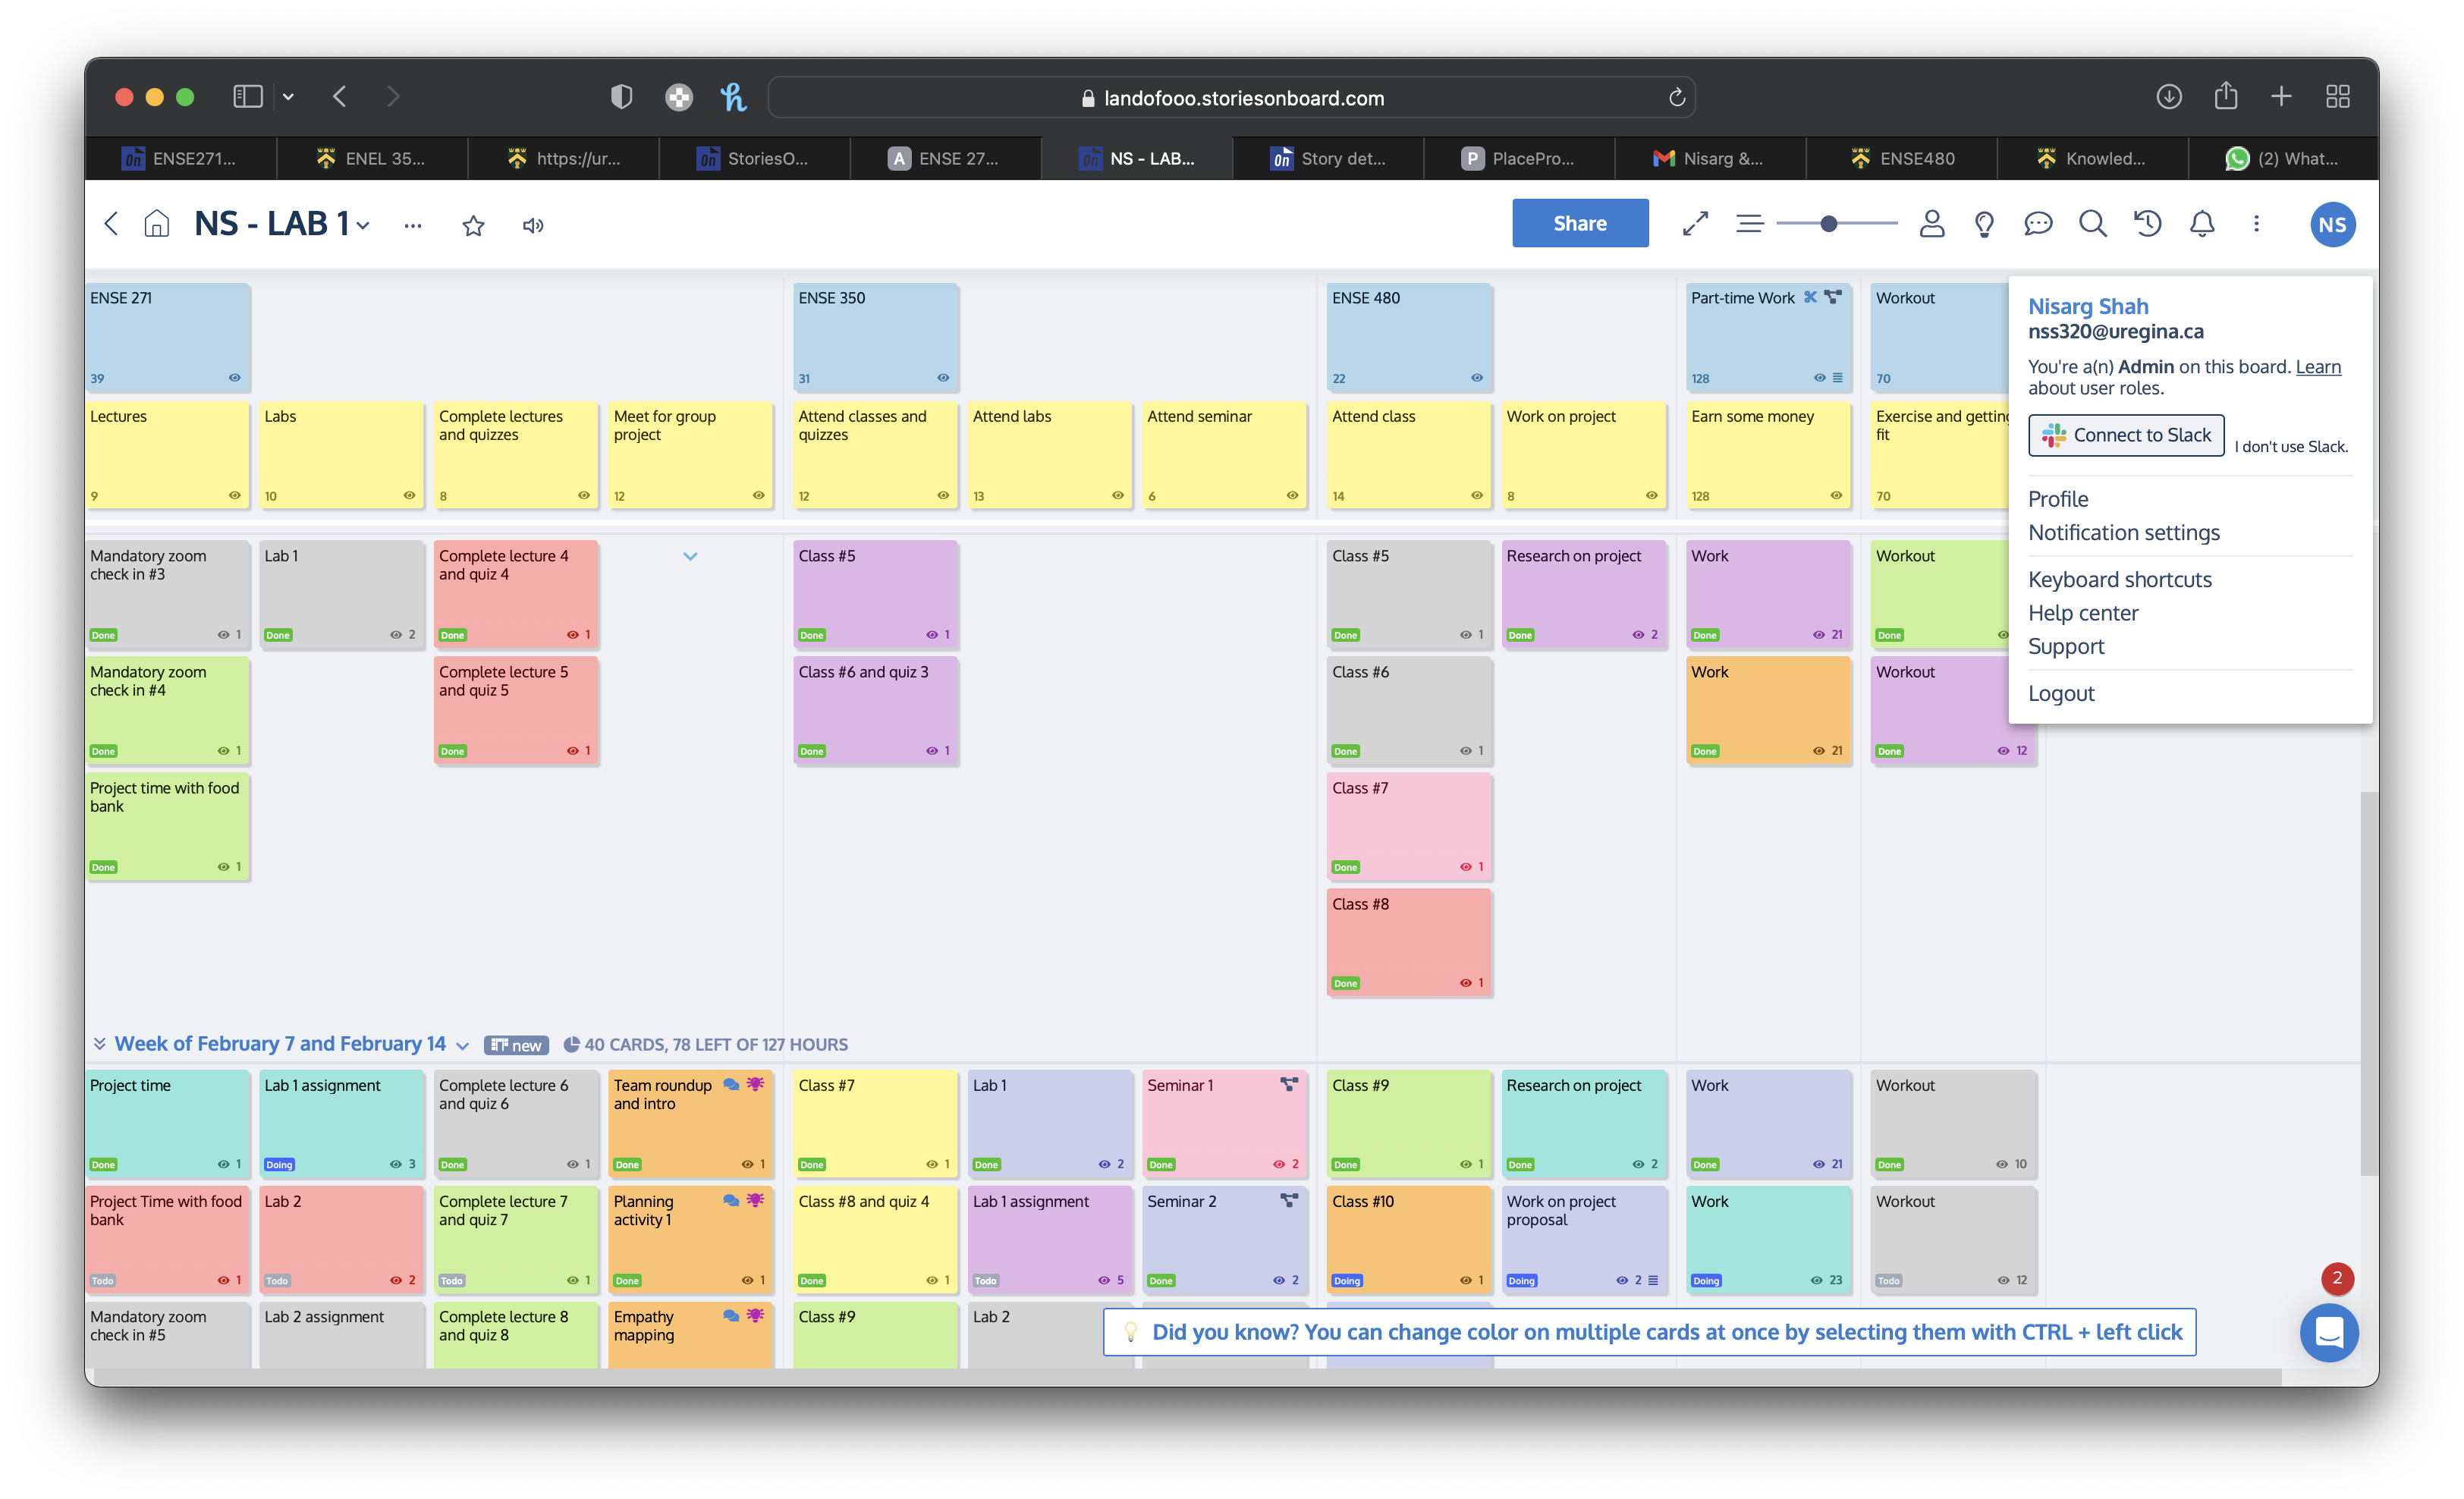 landofooo.storiesonboard.com
ENSE271...
ENEL 35...
https://ur...
StoriesO...
A ENSE 27...
NS - LAB...
Story det...
P PlacePro...
Nisarg &...
ENSE480
Knowled...
(2) What...
NS - LAB 1
Share
NS
ENSE 271
39
ENSE 350
31
ENSE 480
22
Part-time Work
128
Workout
70
Lectures
9
Labs
10
Complete lectures
and quizzes
8
Meet for group
project
12
Attend classes and
quizzes
12
Attend labs
13
Attend seminar
6
Attend class
14
Work on project
8
Earn some money
128
Exercise and getting
fit
70
Nisarg Shah
nss320@uregina.ca
You're a(n) Admin on this board. Learn
about user roles.
Connect to Slack
I don't use Slack.
Profile
Notification settings
Keyboard shortcuts
Help center
Support
Logout
Mandatory zoom
check in #3
Done 1
Lab 1
Done 2
Complete lecture 4
and quiz 4
Done 1
Class #5
Done 1
Class #5
Done 1
Research on project
Done 2
Work
Done 21
Workout
Done
Mandatory zoom
check in #4
Done 1
Complete lecture 5
and quiz 5
Done 1
Class #6 and quiz 3
Done 1
Class #6
Done 1
Work
Done 21
Workout
Done 12
Project time with food
bank
Done 1
Class #7
Done 1
Class #8
Done 1
Week of February 7 and February 14 new 40 CARDS, 78 LEFT OF 127 HOURS
Project time
Done 1
Lab 1 assignment
Doing 3
Complete lecture 6
and quiz 6
Done 1
Team roundup
and intro
Done 1
Class #7
Done 1
Lab 1
Done 2
Seminar 1
Done 2
Class #9
Done 1
Research on project
Done 2
Work
Done 21
Workout
Done 10
Project Time with food
bank
Todo 1
Lab 2
Todo 2
Complete lecture 7
and quiz 7
Todo 1
Planning
activity 1
Done 1
Class #8 and quiz 4
Done 1
Lab 1 assignment
Todo 5
Seminar 2
Done 2
Class #10
Doing 1
Work on project
proposal
Doing 2
Work
Doing 23
Workout
Todo 12
Mandatory zoom
check in #5
Lab 2 assignment
Complete lecture 8
and quiz 8
Empathy
mapping
Class #9
Lab 2
Did you know? You can change color on multiple cards at once by selecting them with CTRL + left click
2